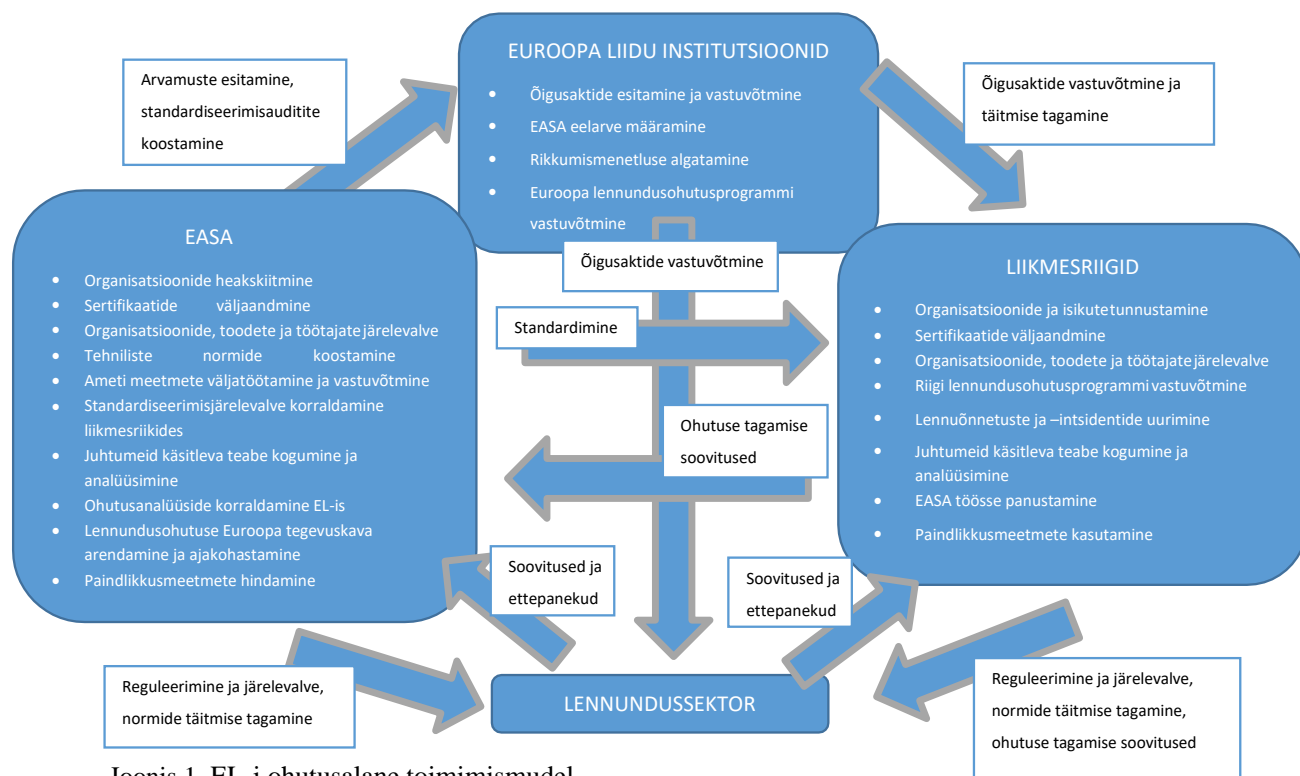 EUROOPA LIIDU INSTITUTSIOONID
• Õigusaktide esitamine ja vastuvõtmine
• EASA eelarve määramine
• Rikkumismenetluse algatamine
• Euroopa lennundusohutusprogrammi
vastuvõtmine
Arvamuste esitamine,
standardiseerimisauditite
koostamine
Õigusaktide vastuvõtmine ja
täitmise tagamine
EASA
• Organisatsioonide heakskiitmine
• Sertifikaatide väljaandmine
• Organisatsioonide, toodete ja töötajate järelevalve
• Tehniliste normide koostamine
• Ameti meetmete väljatöötamine ja vastuvõtmine
• Standardiseerimisjärelevalve korraldamine
liikmesriikides
• Juhtumeid käsitleva teabe kogumine ja
analüüsimine
• Ohutusanalüüside korraldamine EL-is
• Lennundusohutuse Euroopa tegevuskava
arendamine ja ajakohastamine
• Paindlikkusmeetmete hindamine
Õigusaktide vastuvõtmine
Standardimine
Ohutuse tagamise
soovitused
LIIKMESRIIGID
• Organisatsioonide ja isikute tunnustamine
• Sertifikaatide väljaandmine
• Organisatsioonide, toodete ja töötajate järelevalve
• Riigi lennundusohutusprogrammi vastuvõtmine
• Lennuõnnetuste ja –intsidentide uurimine
• Juhtumeid käsitleva teabe kogumine ja
analüüsimine
• EASA töösse panustamine
• Paindlikkusmeetmete kasutamine
Soovitused ja
ettepanekud
Soovitused ja
ettepanekud
Reguleerimine ja järelevalve,
normide täitmise tagamine
LENNUNDUSSEKTOR
Reguleerimine ja järelevalve,
normide täitmise tagamine,
ohutuse tagamise soovitused
Joonis 1. EL-i ohutusalane toimimismudel